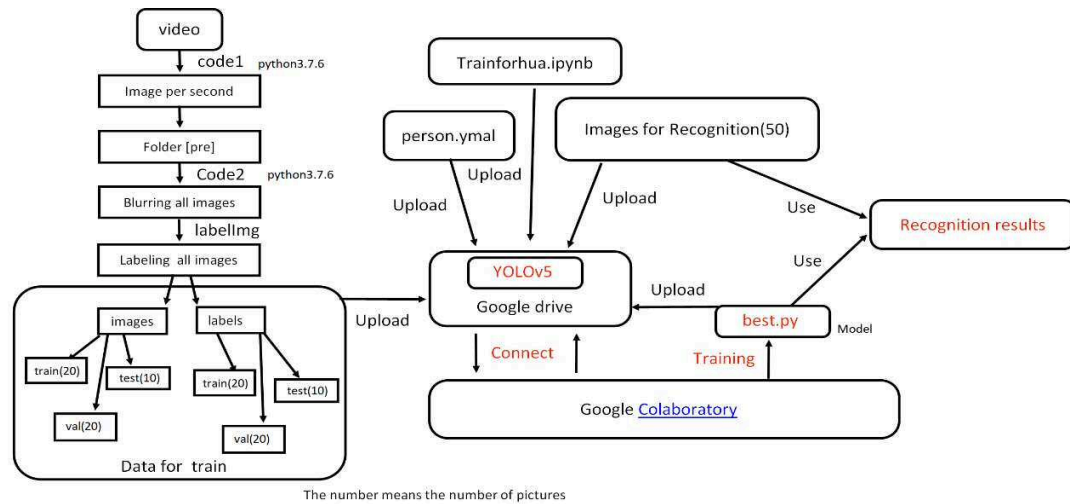 video
code1 python3.7.6
Image per second
Folder [pre]
Code2 python3.7.6
Blurring all images
labelImg
Labeling all images
images
labels
train(20)
test(10)
val(20)
train(20)
test(10)
val(20)
Data for train
Upload
Trainforhua.ipynb
person.ymal
Images for Recognition(50)
Upload
Upload
Upload
Use
Recognition results
YOLOv5
Google drive
Use
Upload
best.py
Model
Connect
Training
Google Colaboratory
The number means the number of pictures